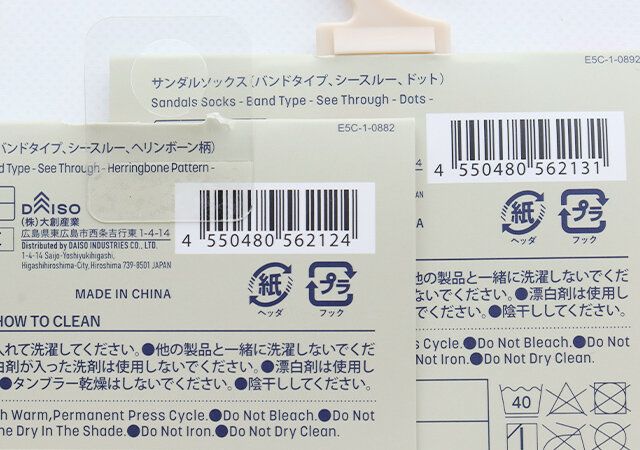 E5C-1-0892
サンダルソックス（バンドタイプ、シースルー、ドット）
Sandals Socks - Band Type - See Through - Dots -
4 550480 562131
紙
プラ
ヘッダ
フック
の製品と一緒に洗濯しないでくだ
ないでください。●漂白剤は使用し
ください。●陰干ししてください。
Cycle.●Do Not Bleach.●Do Not
Not Iron.●Do Not Dry Clean.
40
E5C-1-0882
バンドタイプ、シースルー、ヘリンボーン柄）
Type - See Through - Herringbone Pattern -
DAISO
(株)大創産業
広島県東広島市西条吉行東 1-4-14
Distributed by DAISO INDUSTRIES CO., LTD.
1-4-14 Saijo-Yoshiyukihigashi,
Higashihiroshima-City, Hiroshima 739-8501 JAPAN
4 550480 562124
紙
プラ
ヘッダ
フック
MADE IN CHINA
HOW TO CLEAN
入れて洗濯してください。●他の製品と一緒に洗濯しないでくだ
白剤が入った洗剤は使用しないでください。●漂白剤は使用し
●タンブラー乾燥はしないでください。●陰干ししてください。
Warm,Permanent Press Cycle.●Do Not Bleach.●Do Not
Dry In The Shade.●Do Not Iron.●Do Not Dry Clean.